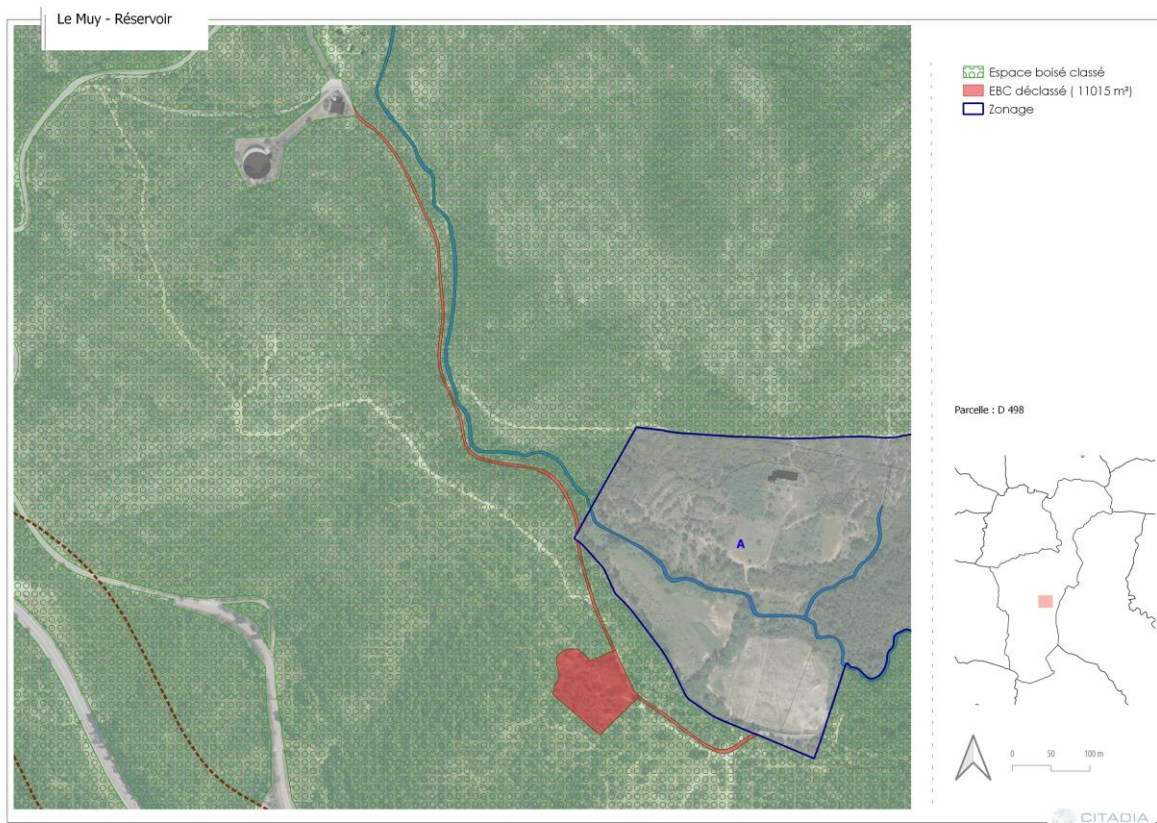 Le Muy - Réservoir
Espace boisé classé
EBC déclassé ( 11015 m²)
Zonage
A
Parcelle : D 498
0 50 100 m
CITADIA